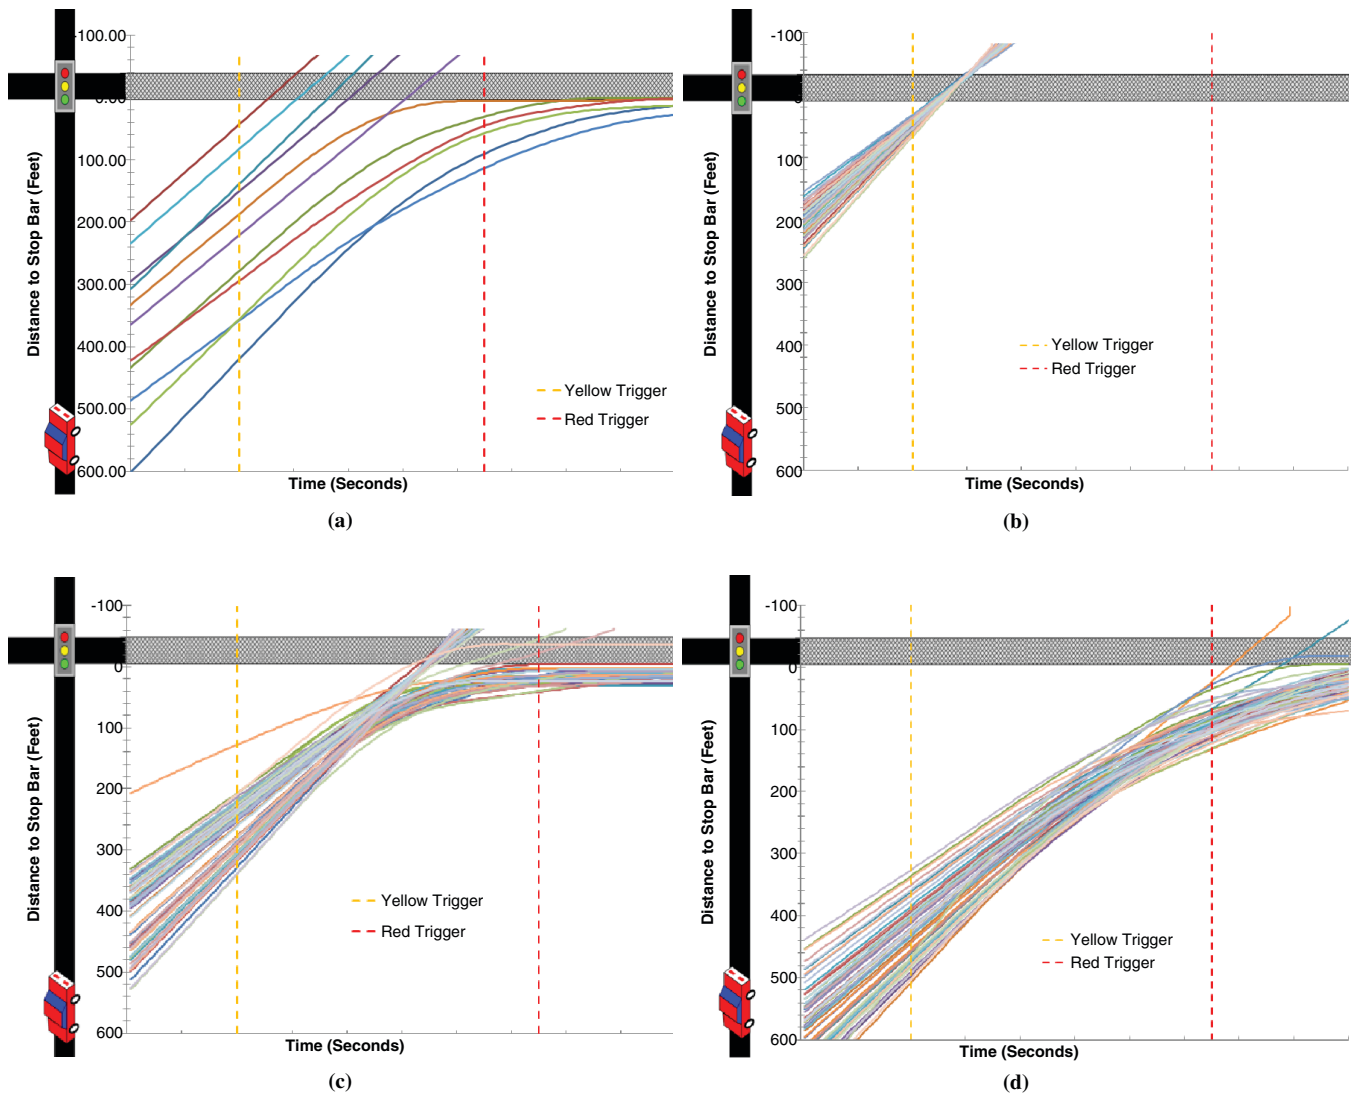 -100.00
0.00
100.00
200.00
300.00
400.00
500.00
600.00
Distance to Stop Bar (Feet)
Yellow Trigger
Red Trigger
Time (Seconds)
(a)
-100
0
100
200
300
400
500
600
Distance to Stop Bar (Feet)
Yellow Trigger
Red Trigger
Time (Seconds)
(b)
-100
0
100
200
300
400
500
600
Distance to Stop Bar (Feet)
Yellow Trigger
Red Trigger
Time (Seconds)
(c)
-100
0
100
200
300
400
500
600
Distance to Stop Bar (Feet)
Yellow Trigger
Red Trigger
Time (Seconds)
(d)